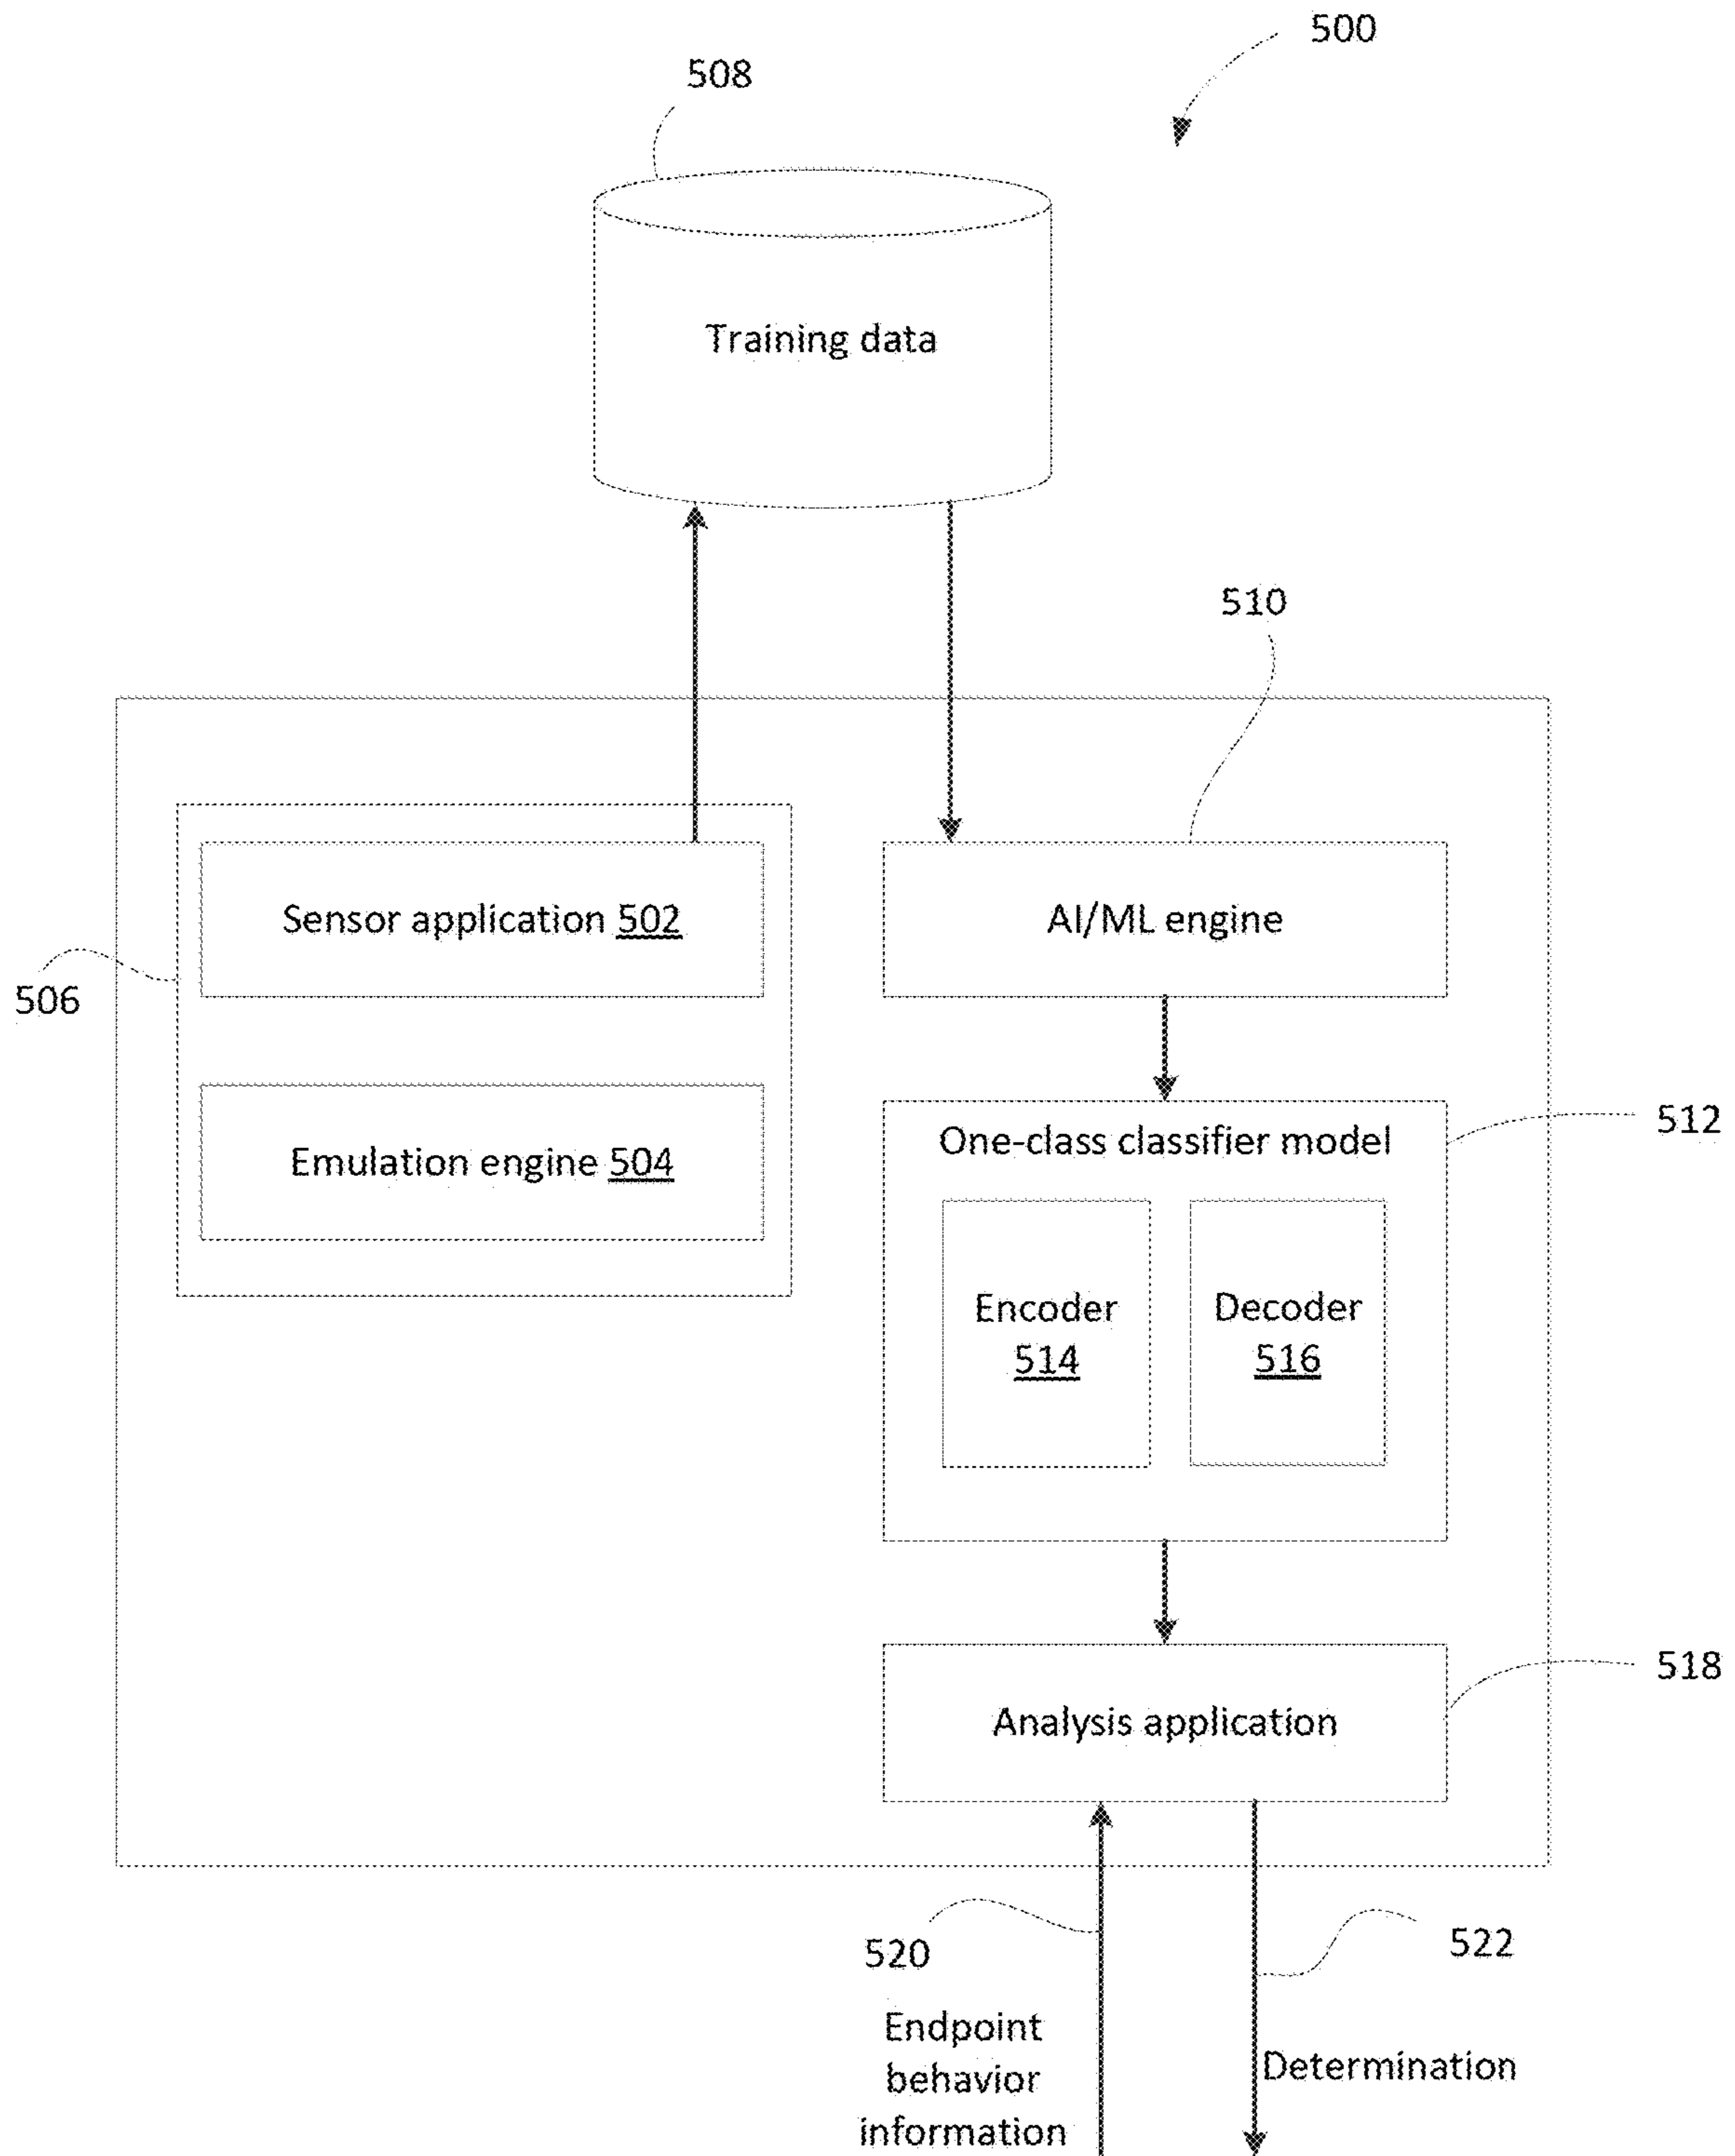 500
508
Training data
510
Sensor application 502
AI/ML engine
506
One-class classifier model
512
Emulation engine 504
Encoder
514
Decoder
516
518
Analysis application
520
522
Endpoint
behavior
information
Determination